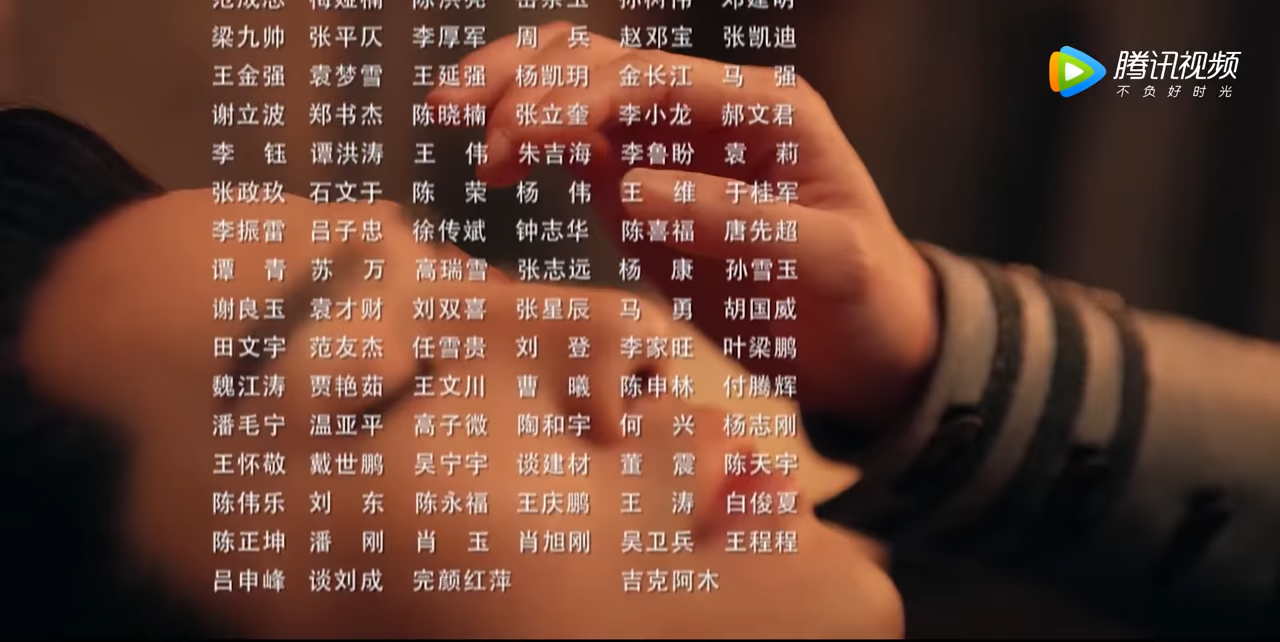 梁九帅 张平仄 李厚军 周 兵 赵邓宝 张凯迪
王金强 袁梦雪 王延强 杨凯玥 金长江 马 强
谢立波 郑书杰 陈晓楠 张立奎 李小龙 郝文君
李 钰 谭洪涛 王 伟 朱吉海 李鲁盼 袁 莉
张政玖 石文于 陈 荣 杨 伟 王 维 于桂军
李振雷 吕子忠 徐传斌 钟志华 陈喜福 唐先超
谭 青 苏 万 高瑞雪 张志远 杨 康 孙雪玉
谢良玉 袁才财 刘双喜 张星辰 马 勇 胡国威
田文宇 范友杰 任雪贵 刘 登 李家旺 叶梁鹏
魏江涛 贾艳茹 王文川 曹 曦 陈申林 付腾辉
潘毛宁 温亚平 高子微 陶和宇 何 兴 杨志刚
王怀敬 戴世鹏 吴宁宇 谈建材 董 震 陈天宇
陈伟乐 刘 东 陈永福 王庆鹏 王 涛 白俊夏
陈正坤 潘 刚 肖 玉 肖旭刚 吴卫兵 王程程
吕申峰 谈刘成 完颜红萍 吉克阿木
腾讯视频
不负好时光